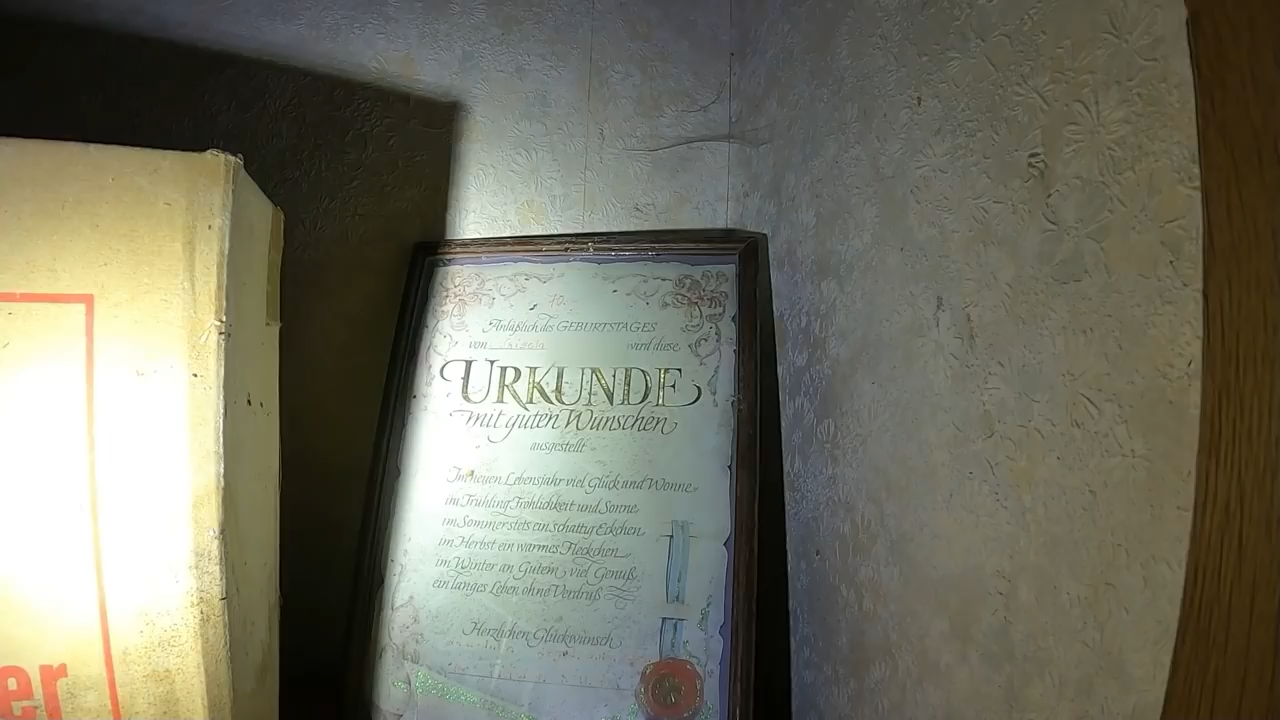 70.
Anläßlich des GEBURTSTAGES
von Gisela wird diese
URKUNDE
mit guten Wünschen
ausgestellt
Im neuen Lebensjahr viel Glück und Wonne,
im Frühling Fröhlichkeit und Sonne,
im Sommer stets ein schattig Eckchen,
im Herbst ein warmes Fleckchen,
im Winter an Gutem viel Genuß,
ein langes Leben ohne Verdruß
Herzlichen Glückwunsch
er